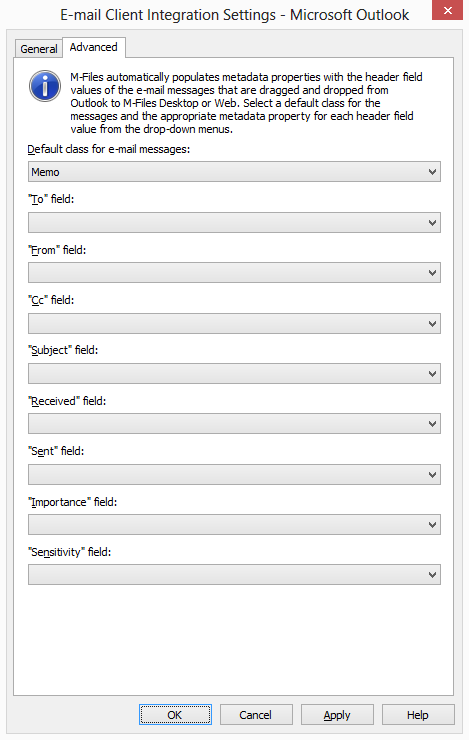 E-mail Client Integration Settings - Microsoft Outlook
General
Advanced
M-Files automatically populates metadata properties with the header field
values of the e-mail messages that are dragged and dropped from
Outlook to M-Files Desktop or Web. Select a default class for the
messages and the appropriate metadata property for each header field
value from the drop-down menus.
Default class for e-mail messages:
Memo
"To" field:
"From" field:
"Cc" field:
"Subject" field:
"Received" field:
"Sent" field:
"Importance" field:
"Sensitivity" field:
OK
Cancel
Apply
Help